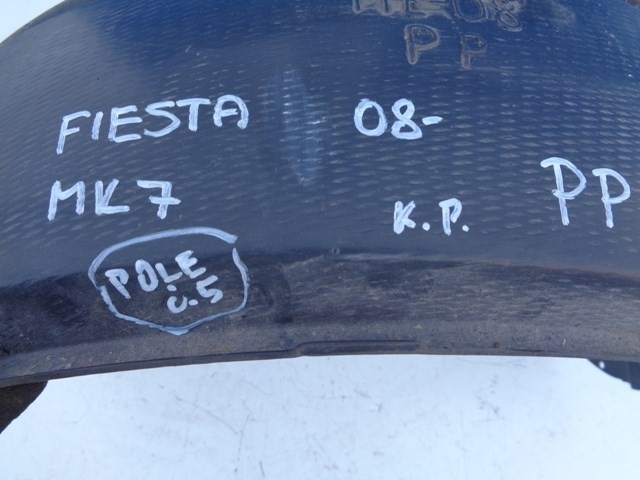 PP
FIESTA 08-
MK7 K.P. PP
POLE
č.5